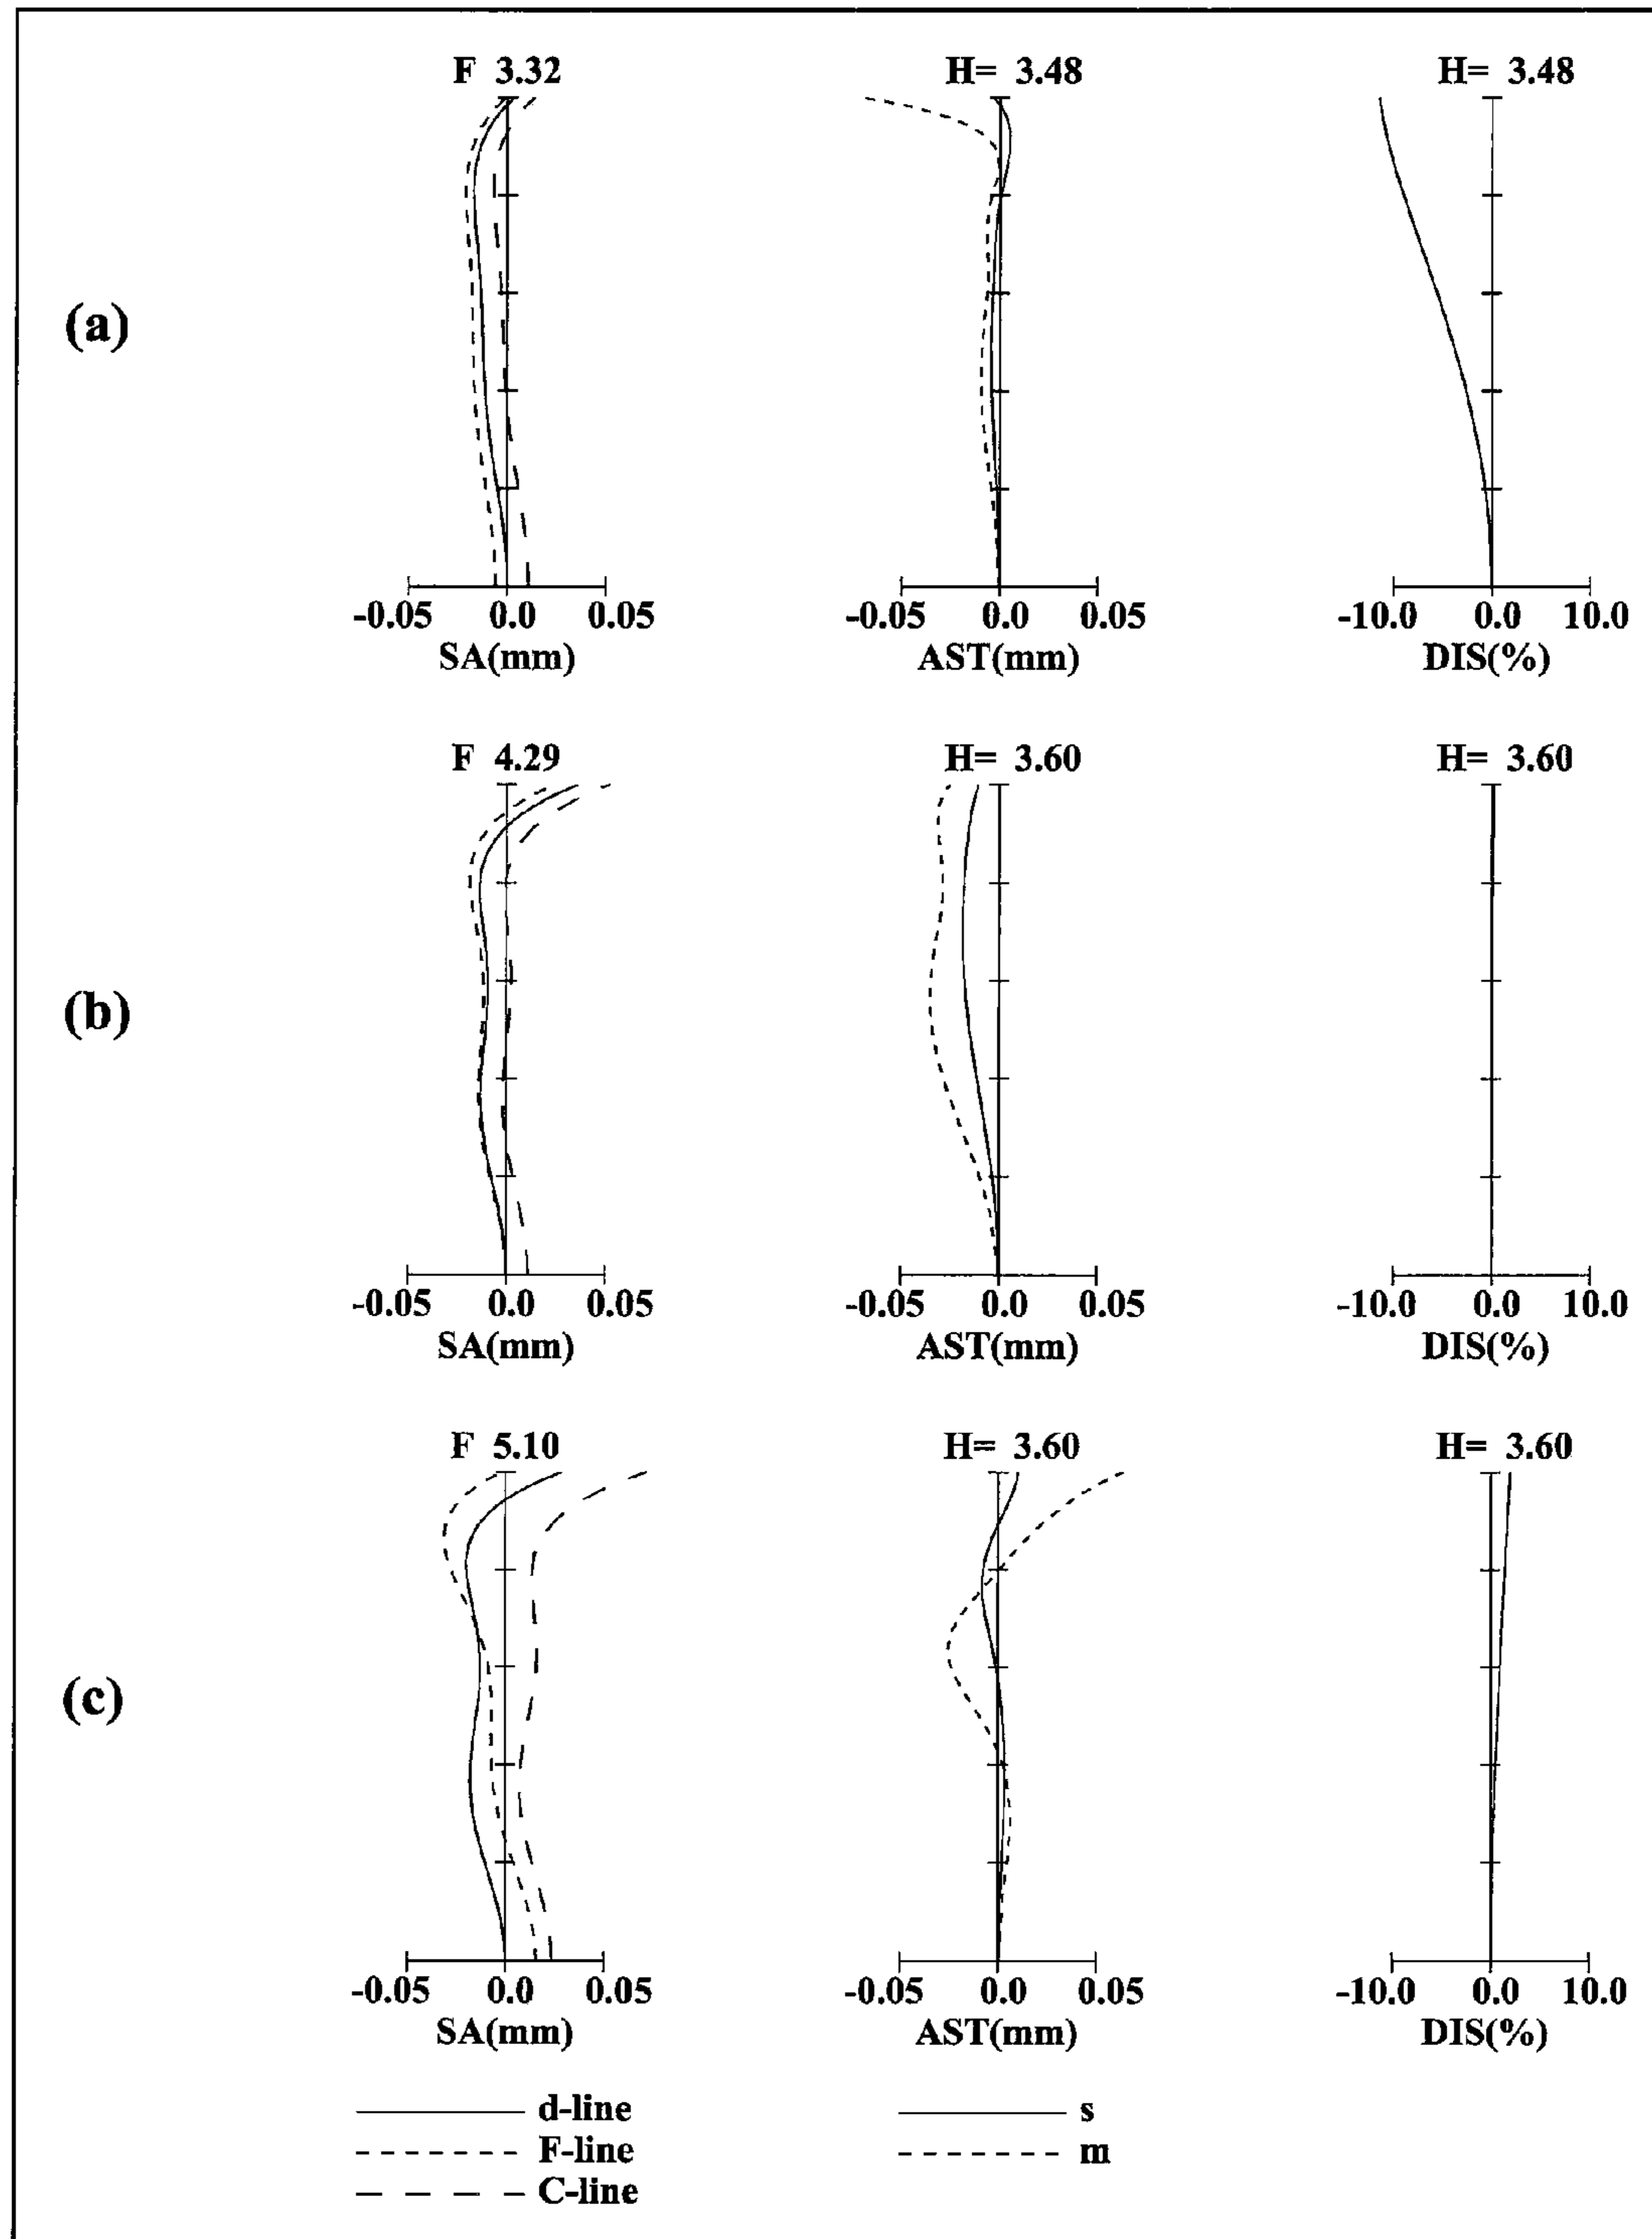 F 3.32 H= 3.48 H= 3.48
(a)
-0.05 0.0 0.05 -0.05 0.0 0.05 -10.0 0.0 10.0
SA(mm) AST(mm) DIS(%)
F 4.29 H= 3.60 H= 3.60
(b)
-0.05 0.0 0.05 -0.05 0.0 0.05 -10.0 0.0 10.0
SA(mm) AST(mm) DIS(%)
F 5.10 H= 3.60 H= 3.60
(c)
-0.05 0.0 0.05 -0.05 0.0 0.05 -10.0 0.0 10.0
SA(mm) AST(mm) DIS(%)
d-line s
F-line m
C-line